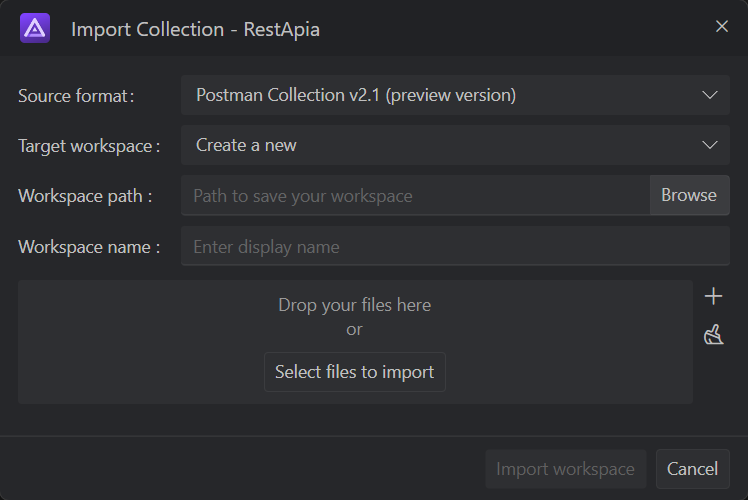 Import Collection - RestApia
Source format:
Postman Collection v2.1 (preview version)
Target workspace :
Create a new
Workspace path :
Path to save your workspace
Browse
Workspace name :
Enter display name
Drop your files here
or
Select files to import
Import workspace
Cancel